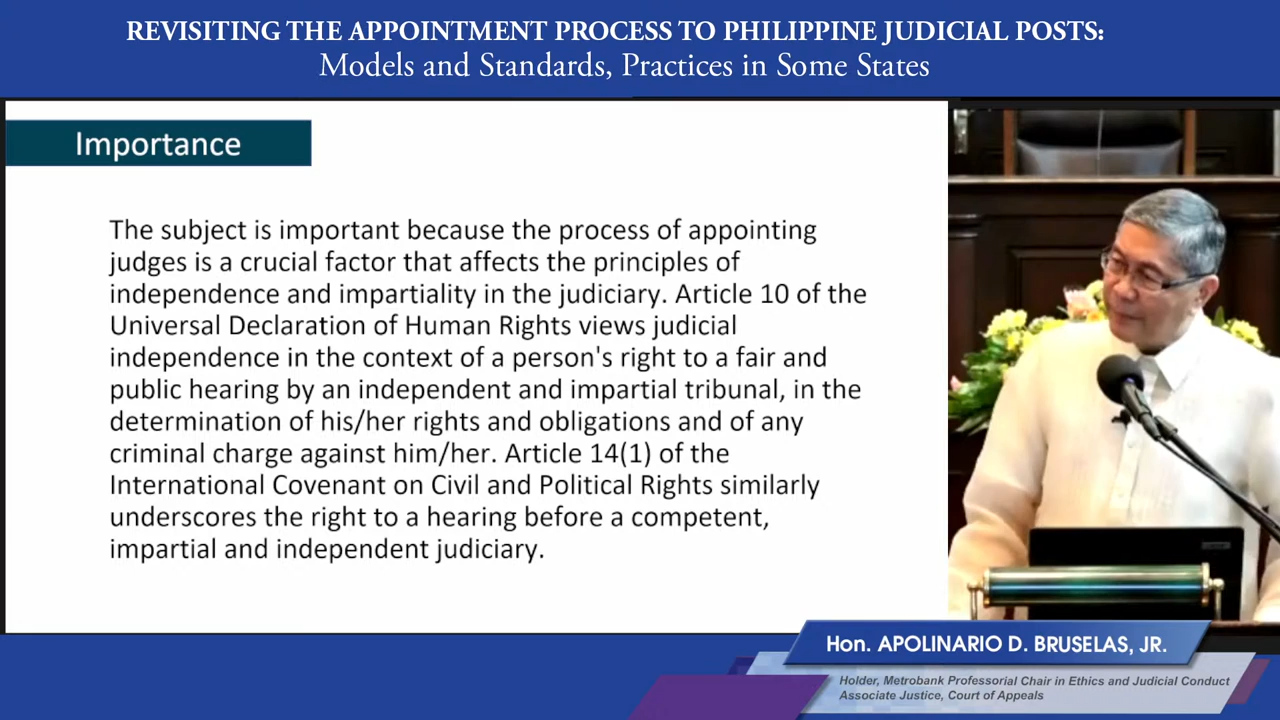 REVISITING THE APPOINTMENT PROCESS TO PHILIPPINE JUDICIAL POSTS:
Models and Standards, Practices in Some States
Importance
The subject is important because the process of appointing
judges is a crucial factor that affects the principles of
independence and impartiality in the judiciary. Article 10 of the
Universal Declaration of Human Rights views judicial
independence in the context of a person's right to a fair and
public hearing by an independent and impartial tribunal, in the
determination of his/her rights and obligations and of any
criminal charge against him/her. Article 14(1) of the
International Covenant on Civil and Political Rights similarly
underscores the right to a hearing before a competent,
impartial and independent judiciary.
Hon. APOLINARIO D. BRUSELAS, JR.
Holder, Metrobank Professorial Chair in Ethics and Judicial Conduct
Associate Justice, Court of Appeals